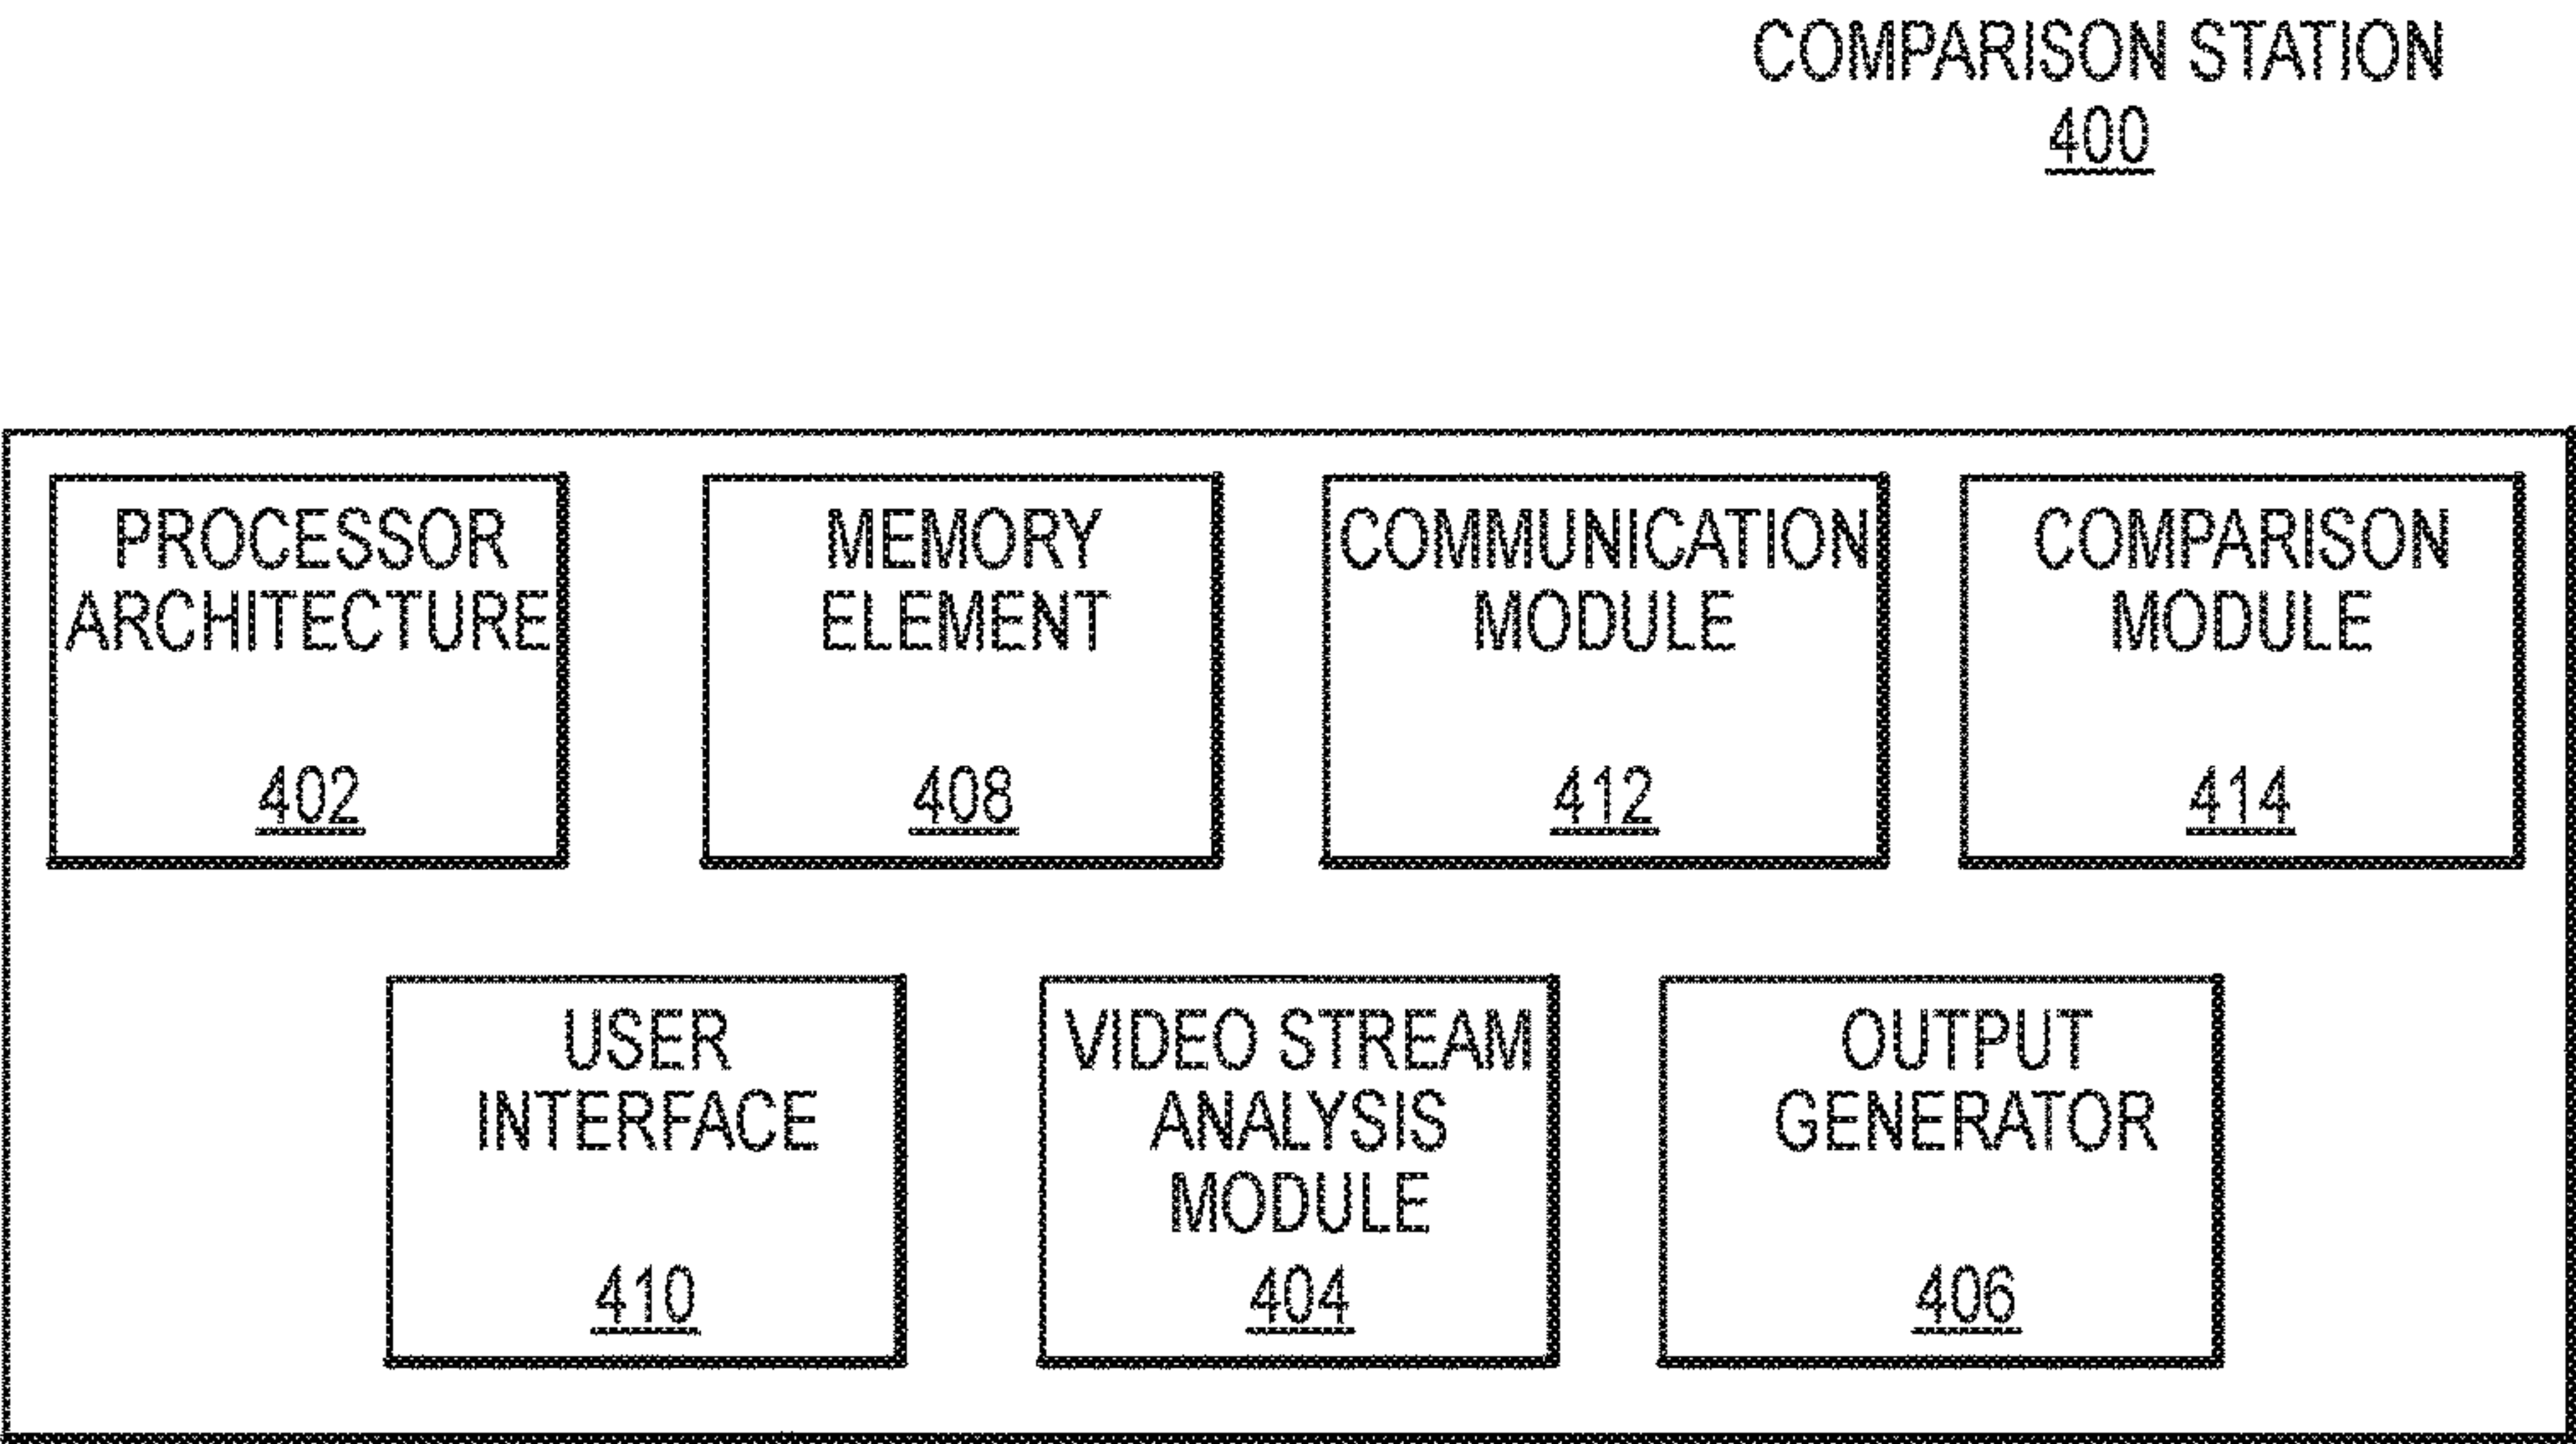 COMPARISON STATION
400
PROCESSOR
ARCHITECTURE
402
MEMORY
ELEMENT
408
COMMUNICATION
MODULE
412
COMPARISON
MODULE
414
USER
INTERFACE
410
VIDEO STREAM
ANALYSIS
MODULE
404
OUTPUT
GENERATOR
406